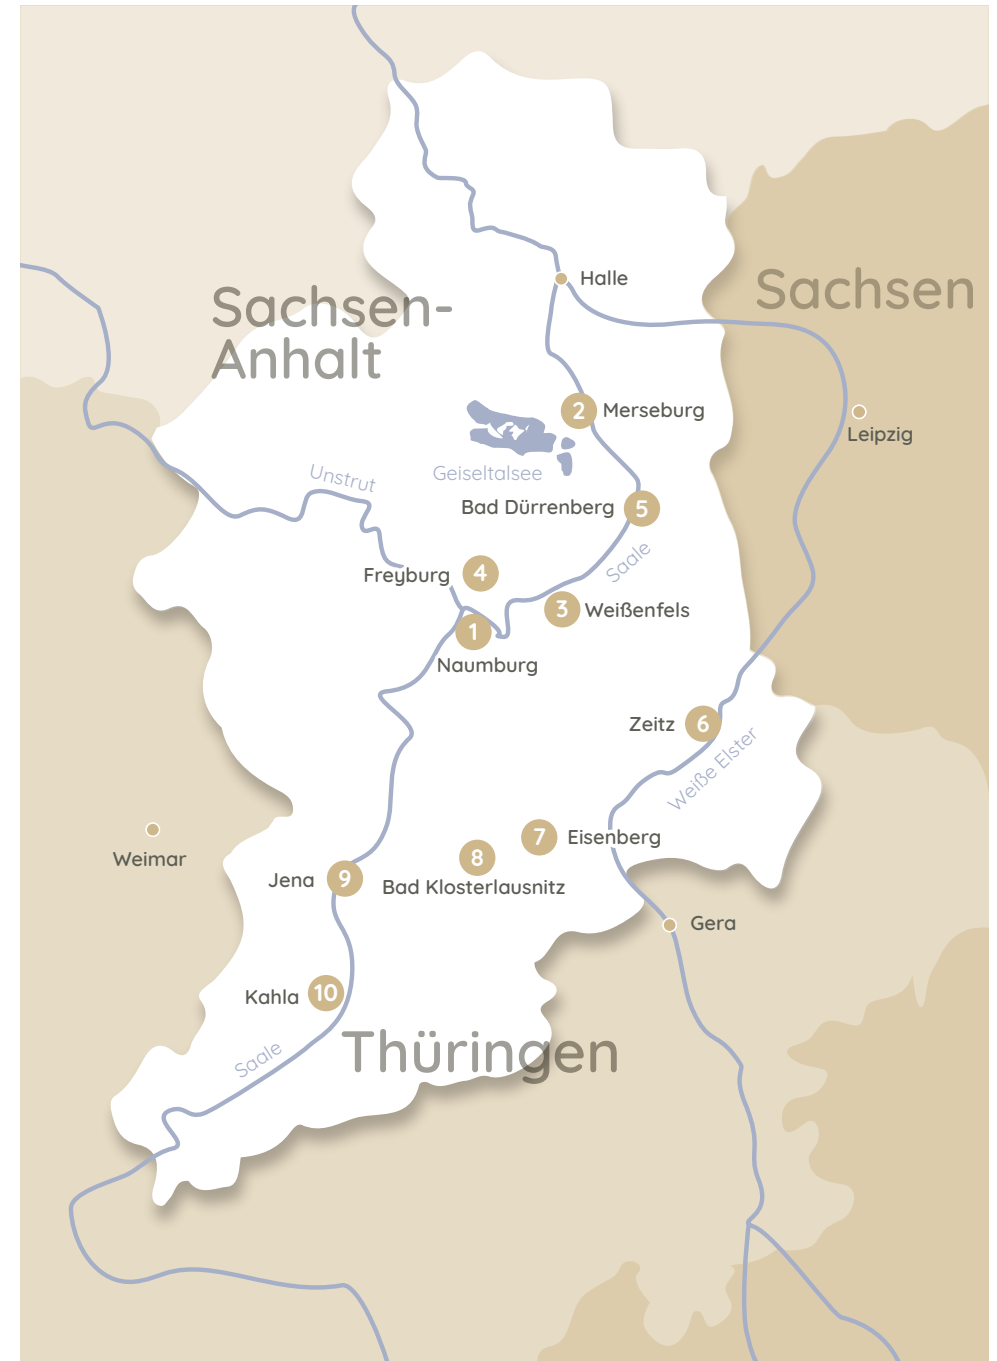 Halle
Sachsen
Sachsen-
Anhalt
2 Merseburg
Leipzig
Unstrut
Geiseltalsee
Bad Dürrenberg 5
Saale
Freyburg 4
3 Weißenfels
1
Naumburg
Zeitz 6
Weiße Elster
Weimar
7 Eisenberg
8
Bad Klosterlausnitz
Jena 9
Gera
Kahla 10
Thüringen
Saale